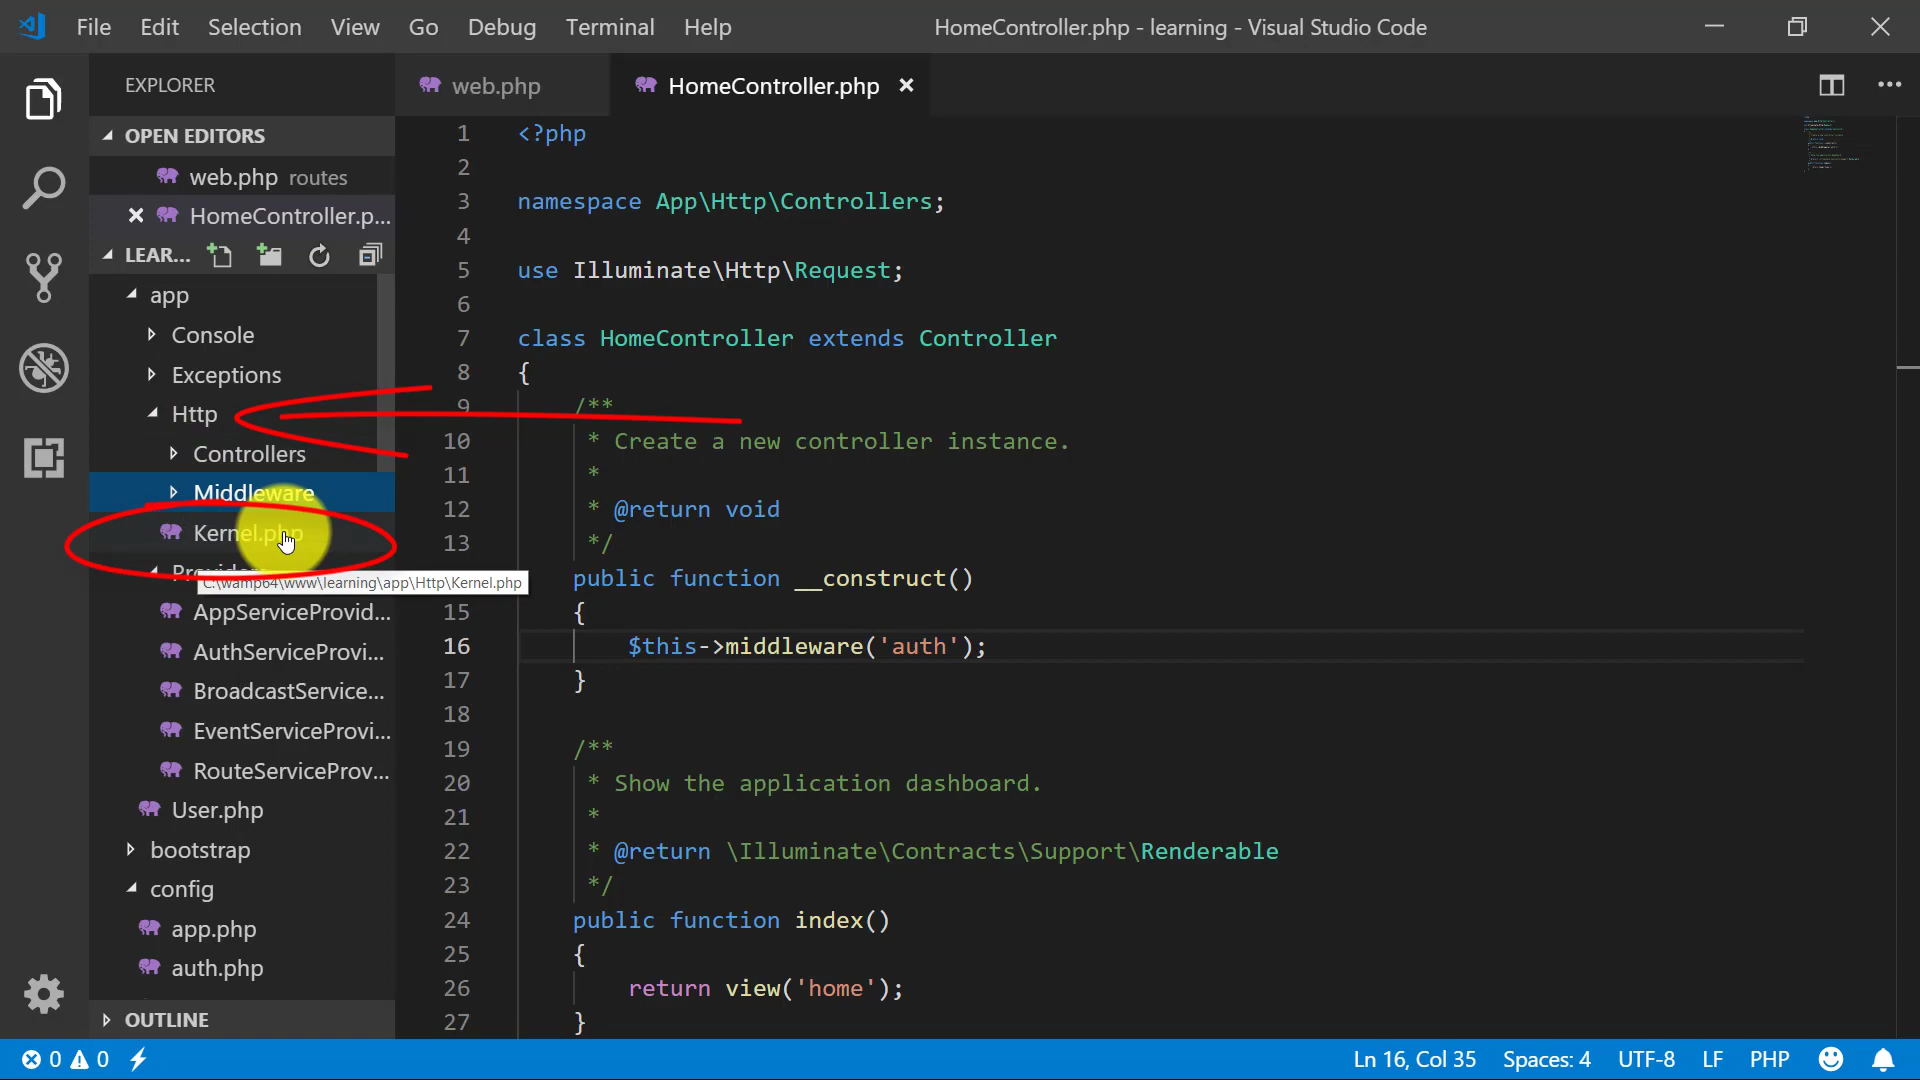 File Edit Selection View Go Debug Terminal Help
HomeController.php - learning - Visual Studio Code
EXPLORER
OPEN EDITORS
web.php routes
HomeController.p...
LEAR...
app
Console
Exceptions
Http
Controllers
Middleware
Kernel.php
C:\wamp64\www\learning\app\Http\Kernel.php
AppServiceProvid...
AuthServiceProvi...
BroadcastService...
EventServiceProvi...
RouteServiceProv...
User.php
bootstrap
config
app.php
auth.php
OUTLINE
web.php
HomeController.php
1 <?php
2
3 namespace App\Http\Controllers;
4
5 use Illuminate\Http\Request;
6
7 class HomeController extends Controller
8 {
9 /**
10 * Create a new controller instance.
11 *
12 * @return void
13 */
public function __construct()
15 {
16 $this->middleware('auth');
17 }
18
19 /**
20 * Show the application dashboard.
21 *
22 * @return \Illuminate\Contracts\Support\Renderable
23 */
24 public function index()
25 {
26 return view('home');
27 }
0 0
Ln 16, Col 35 Spaces: 4 UTF-8 LF PHP